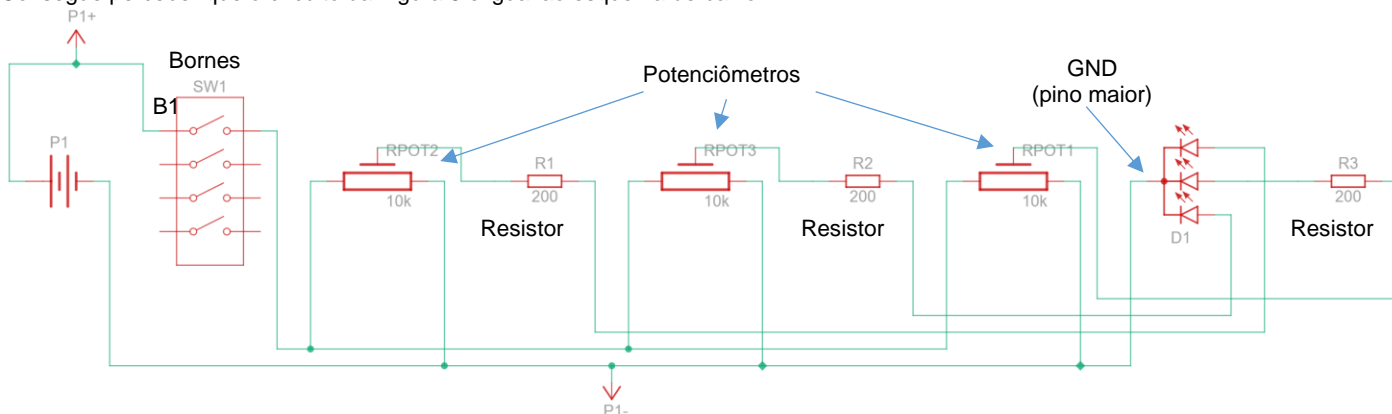 P1+
Bornes
SW1
B1
P1
Potenciômetros
GND
(pino maior)
RPOT2
10k
R1
200
Resistor
RPOT3
10k
R2
200
Resistor
RPOT1
10k
D1
R3
200
Resistor
P1-